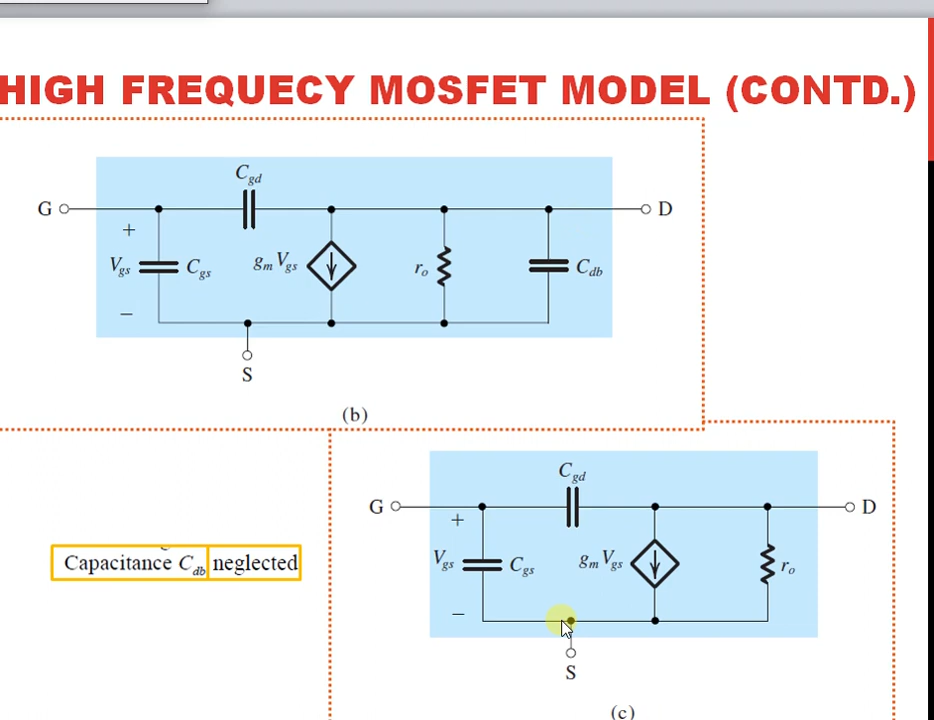 HIGH FREQUECY MOSFET MODEL (CONTD.)
C_gd
G
D
+
V_gs
C_gs
g_m V_gs
r_o
C_db
−
S
(b)
C_gd
G
D
+
Capacitance C_db neglected
V_gs
C_gs
g_m V_gs
r_o
−
S
(c)